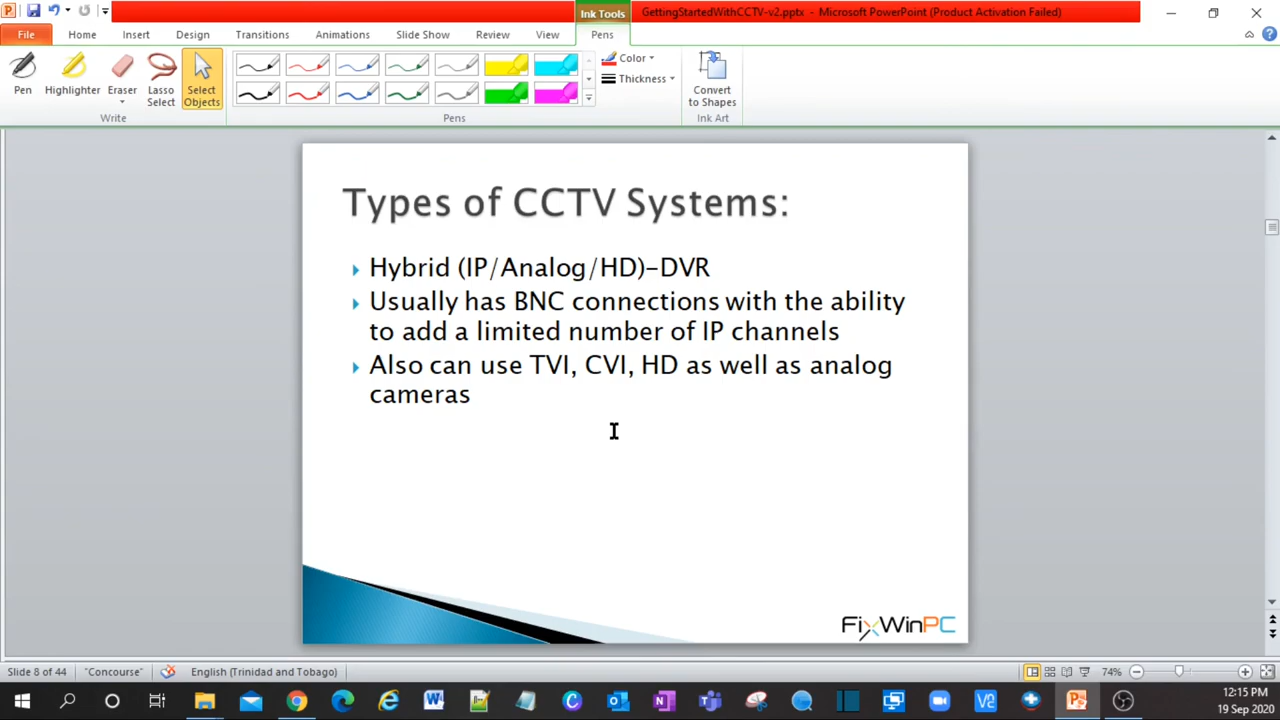 Ink Tools
GettingStartedWithCCTV-v2.pptx - Microsoft PowerPoint (Product Activation Failed)
File Home Insert Design Transitions Animations Slide Show Review View Pens
Pen Highlighter Eraser Lasso Select Select Objects
Color
Thickness
Convert to Shapes
Write Pens Ink Art
Types of CCTV Systems:
Hybrid (IP/Analog/HD)-DVR
Usually has BNC connections with the ability
to add a limited number of IP channels
Also can use TVI, CVI, HD as well as analog
cameras
FixWinPC
Slide 8 of 44 "Concourse" English (Trinidad and Tobago) 74%
12:15 PM
19 Sep 2020